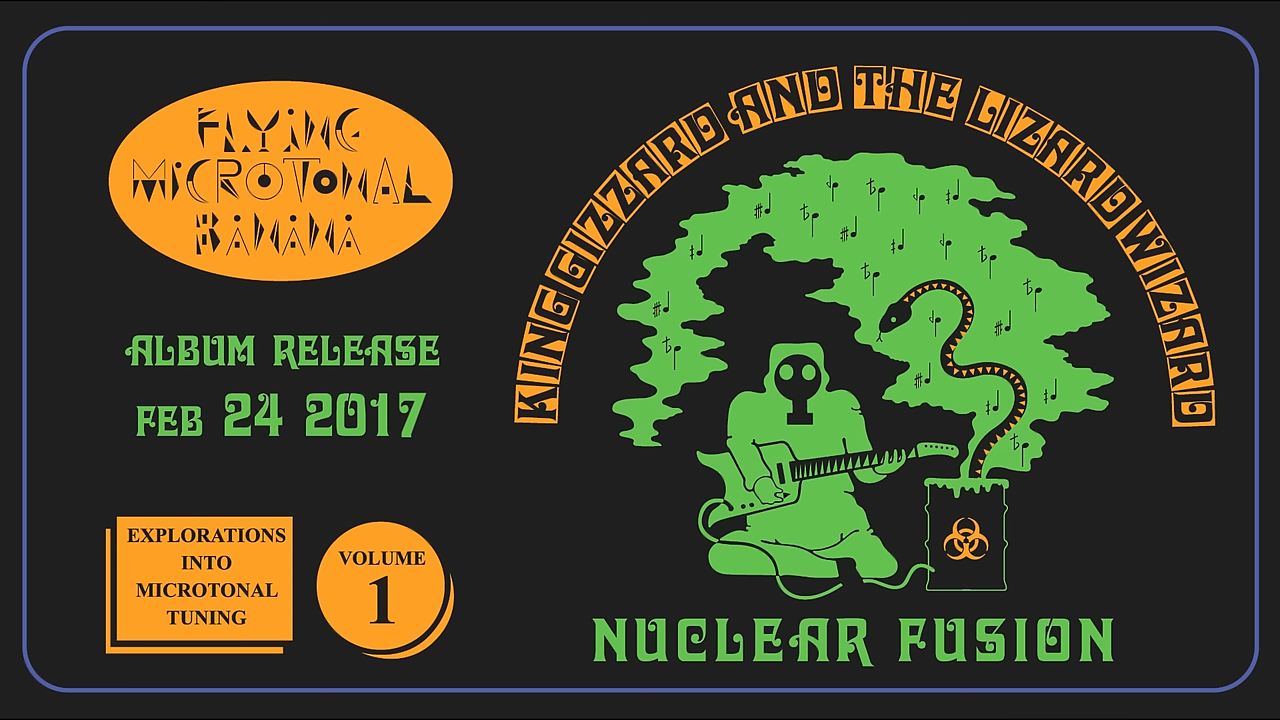 FLYING
MICROTONAL
BANANA
ALBUM RELEASE
FEB 24 2017
EXPLORATIONS
INTO
MICROTONAL
TUNING
VOLUME
1
KING GIZZARD AND THE LIZARD WIZARD
NUCLEAR FUSION